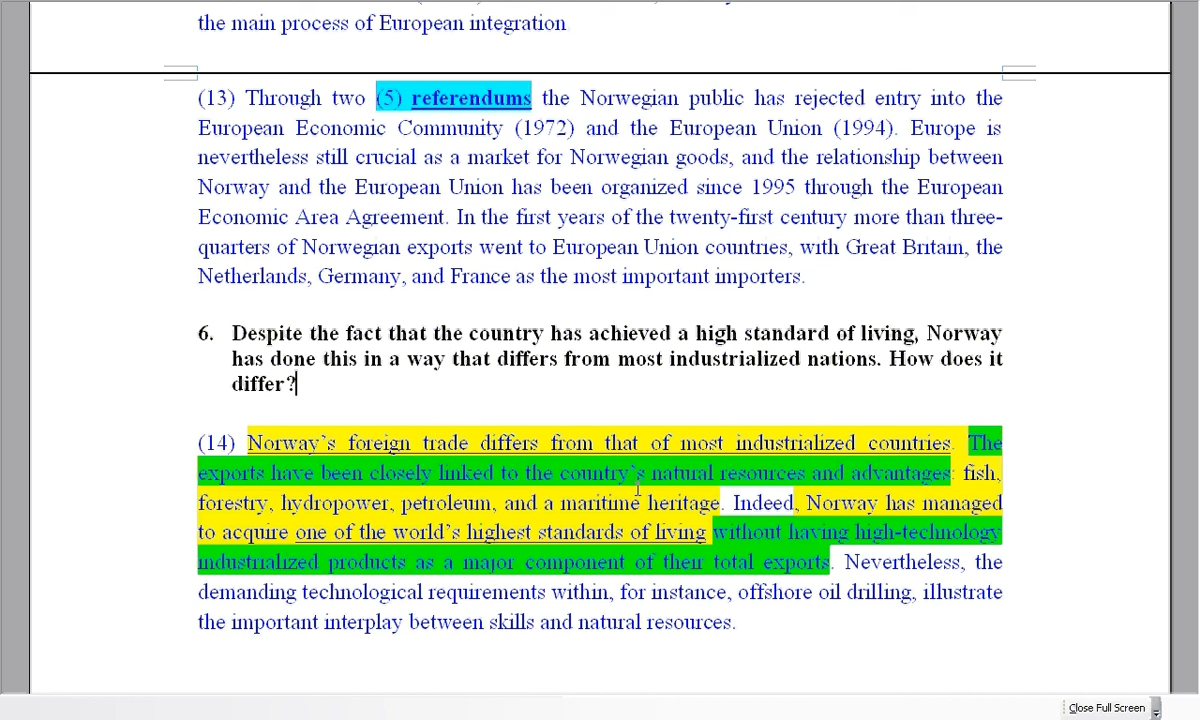 the main process of European integration
(13) Through two (5) referendums the Norwegian public has rejected entry into the
European Economic Community (1972) and the European Union (1994). Europe is
nevertheless still crucial as a market for Norwegian goods, and the relationship between
Norway and the European Union has been organized since 1995 through the European
Economic Area Agreement. In the first years of the twenty-first century more than three-
quarters of Norwegian exports went to European Union countries, with Great Britain, the
Netherlands, Germany, and France as the most important importers.
6. Despite the fact that the country has achieved a high standard of living, Norway
has done this in a way that differs from most industrialized nations. How does it
differ?
(14) Norway's foreign trade differs from that of most industrialized countries. The
exports have been closely linked to the country's natural resources and advantages: fish,
forestry, hydropower, petroleum, and a maritime heritage. Indeed, Norway has managed
to acquire one of the world's highest standards of living without having high-technology
industrialized products as a major component of their total exports. Nevertheless, the
demanding technological requirements within, for instance, offshore oil drilling, illustrate
the important interplay between skills and natural resources.
Close Full Screen